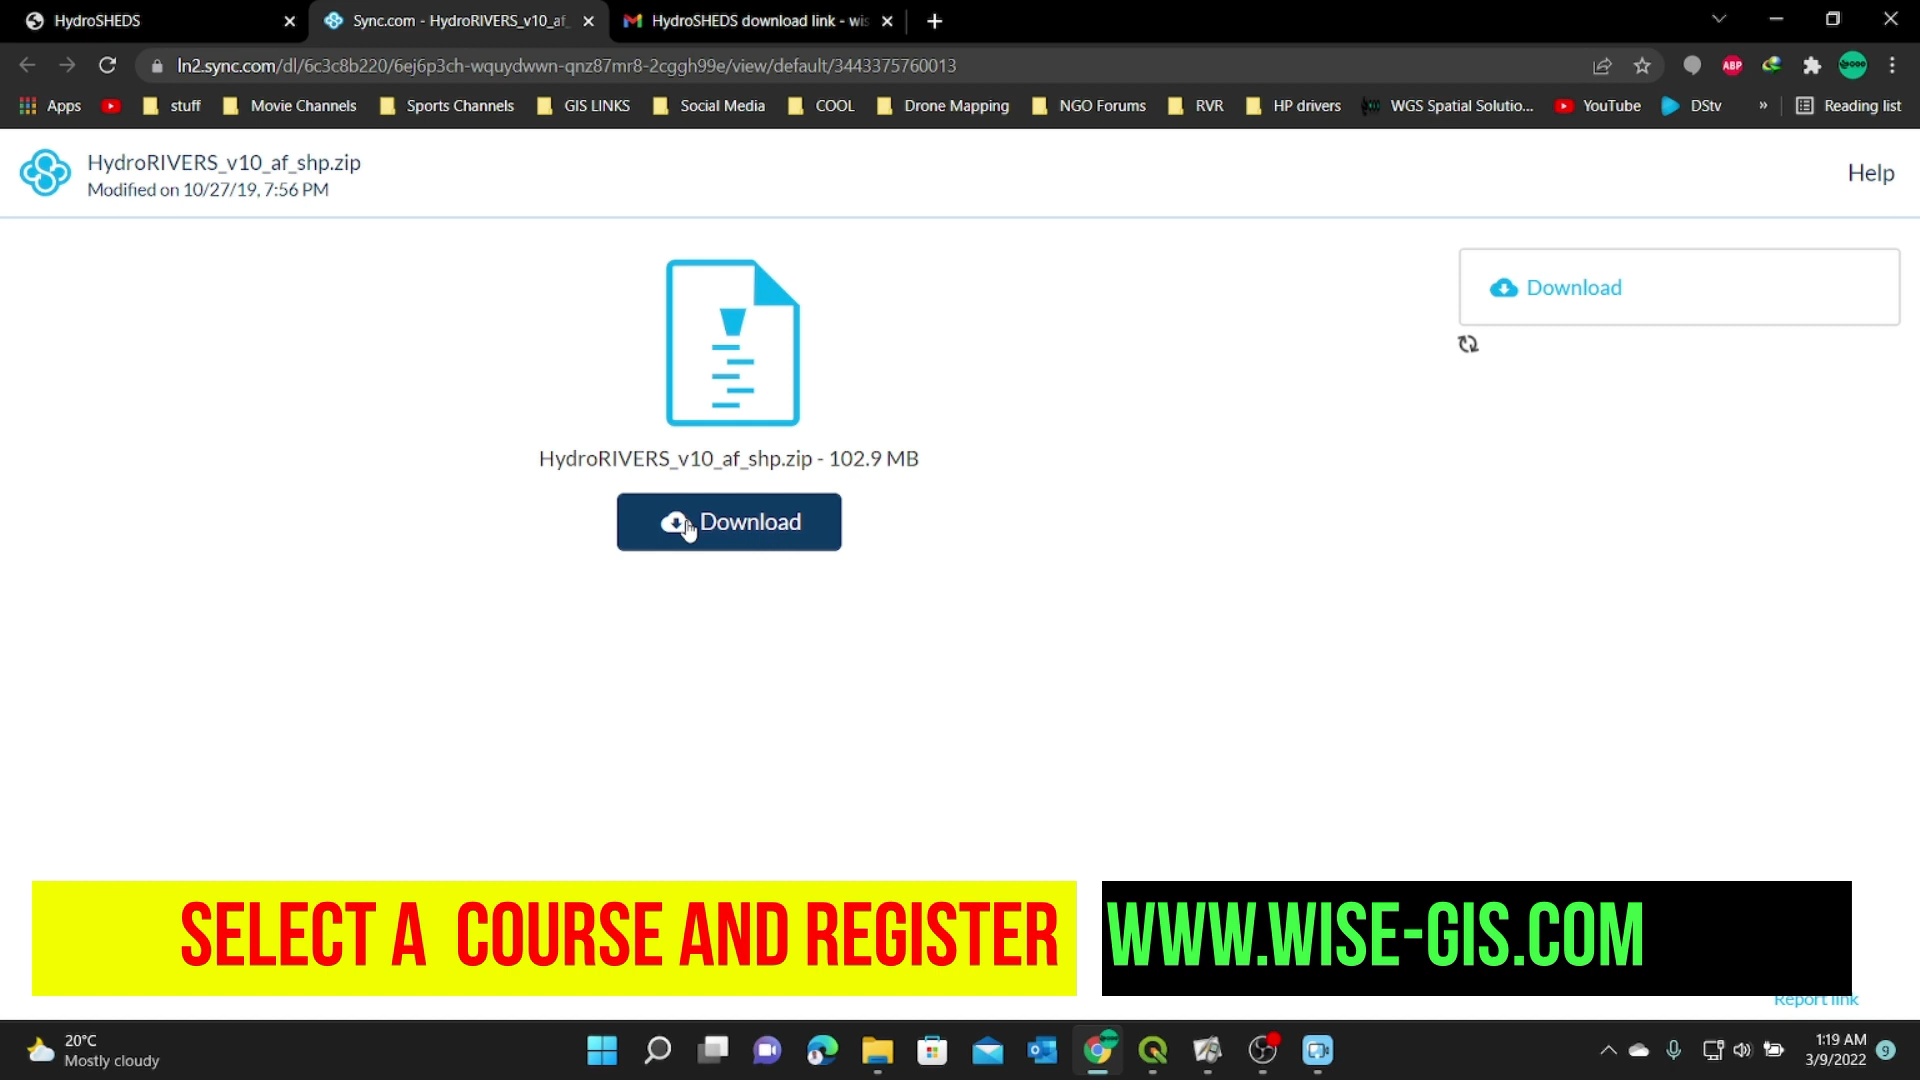 HydroSHEDS
Sync.com - HydroRIVERS_v10_af_
HydroSHEDS download link - wis
ln2.sync.com/dl/6c3c8b220/6ej6p3ch-wquydwwn-qnz87mr8-2cggh99e/view/default/3443375760013
ABP
Apps stuff Movie Channels Sports Channels GIS LINKS Social Media COOL Drone Mapping NGO Forums RVR HP drivers WGS Spatial Solutio... YouTube DStv » Reading list
HydroRIVERS_v10_af_shp.zip
Modified on 10/27/19, 7:56 PM
Help
Download
HydroRIVERS_v10_af_shp.zip - 102.9 MB
Download
SELECT A COURSE AND REGISTER
WWW.WISE-GIS.COM
Report link
20°C
Mostly cloudy
1:19 AM
3/9/2022
9